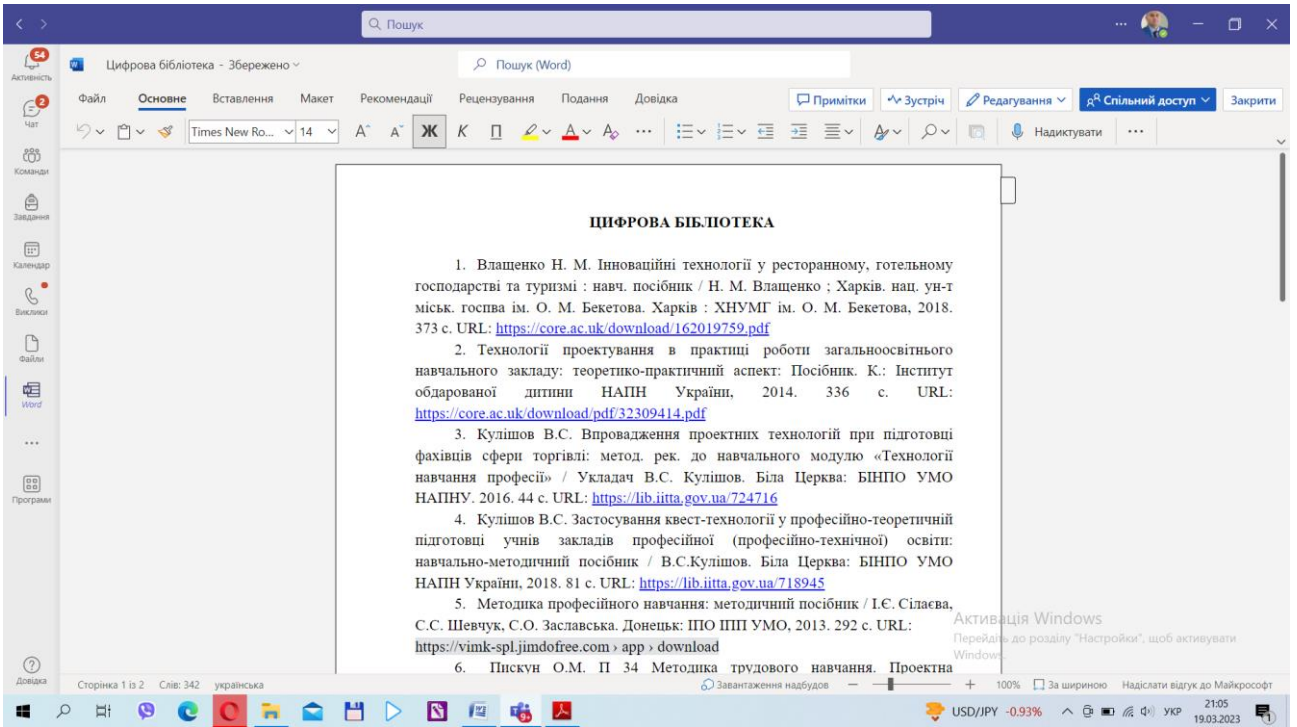 Пошук
54
Активність
2
Чат
Команди
Завдання
Календар
Виклики
Файли
Word
Програми
Довідка
Цифрова бібліотека - Збережено
Пошук (Word)
Файл Основне Вставлення Макет Рекомендації Рецензування Подання Довідка Примітки Зустріч Редагування Спільний доступ Закрити
Times New Ro... 14 Ж К П Надиктувати
ЦИФРОВА БІБЛІОТЕКА
1. Влащенко Н. М. Інноваційні технології у ресторанному, готельному
господарстві та туризмі : навч. посібник / Н. М. Влащенко ; Харків. нац. ун-т
міськ. госпва ім. О. М. Бекетова. Харків : ХНУМГ ім. О. М. Бекетова, 2018.
373 с. URL: https://core.ac.uk/download/162019759.pdf
2. Технології проектування в практиці роботи загальноосвітнього
навчального закладу: теоретико-практичний аспект: Посібник. К.: Інститут
обдарованої дитини НАПН України, 2014. 336 с. URL:
https://core.ac.uk/download/pdf/32309414.pdf
3. Кулішов В.С. Впровадження проектних технологій при підготовці
фахівців сфери торгівлі: метод. рек. до навчального модулю «Технології
навчання професії» / Укладач В.С. Кулішов. Біла Церква: БІНПО УМО
НАПНУ. 2016. 44 с. URL: https://lib.iitta.gov.ua/724716
4. Кулішов В.С. Застосування квест-технології у професійно-теоретичній
підготовці учнів закладів професійної (професійно-технічної) освіти:
навчально-методичний посібник / В.С.Кулішов. Біла Церква: БІНПО УМО
НАПН України, 2018. 81 с. URL: https://lib.iitta.gov.ua/718945
5. Методика професійного навчання: методичний посібник / І.Є. Сілаєва,
С.С. Шевчук, С.О. Заславська. Донецьк: ІПО ІПП УМО, 2013. 292 с. URL:
https://vimk-spl.jimdofree.com › app › download
6. Пискун О.М. П 34 Методика трудового навчання. Проектна
Активація Windows
Перейдіть до розділу "Настройки", щоб активувати
Windows.
Сторінка 1 із 2 Слів: 342 українська Завантаження надбудов 100% За шириною Надіслати відгук до Майкрософт
USD/JPY -0.93% УКР 21:05
19.03.2023